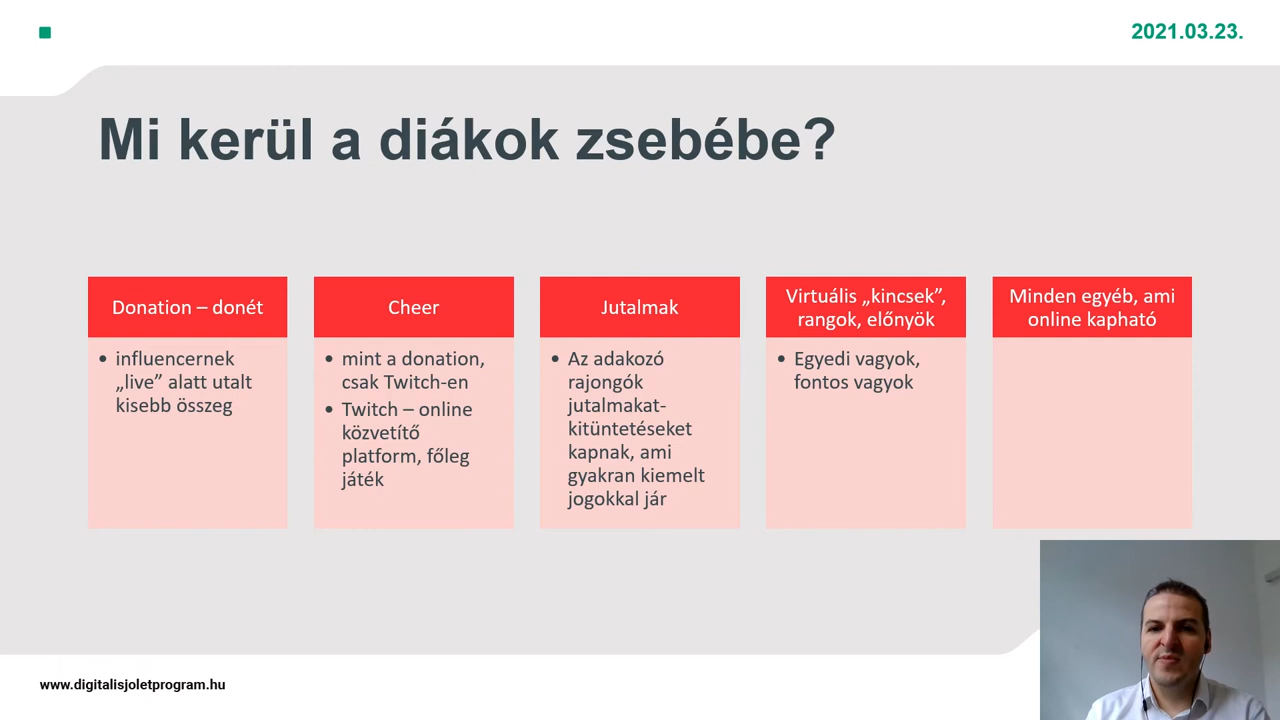 2021.03.23.
Mi kerül a diákok zsebébe?
Donation – donét
• influencernek
„live” alatt utalt
kisebb összeg
Cheer
• mint a donation,
csak Twitch-en
• Twitch – online
közvetítő
platform, főleg
játék
Jutalmak
• Az adakozó
rajongók
jutalmakat-
kitüntetéseket
kapnak, ami
gyakran kiemelt
jogokkal jár
Virtuális „kincsek”,
rangok, előnyök
• Egyedi vagyok,
fontos vagyok
Minden egyéb, ami
online kapható
www.digitalisjoletprogram.hu